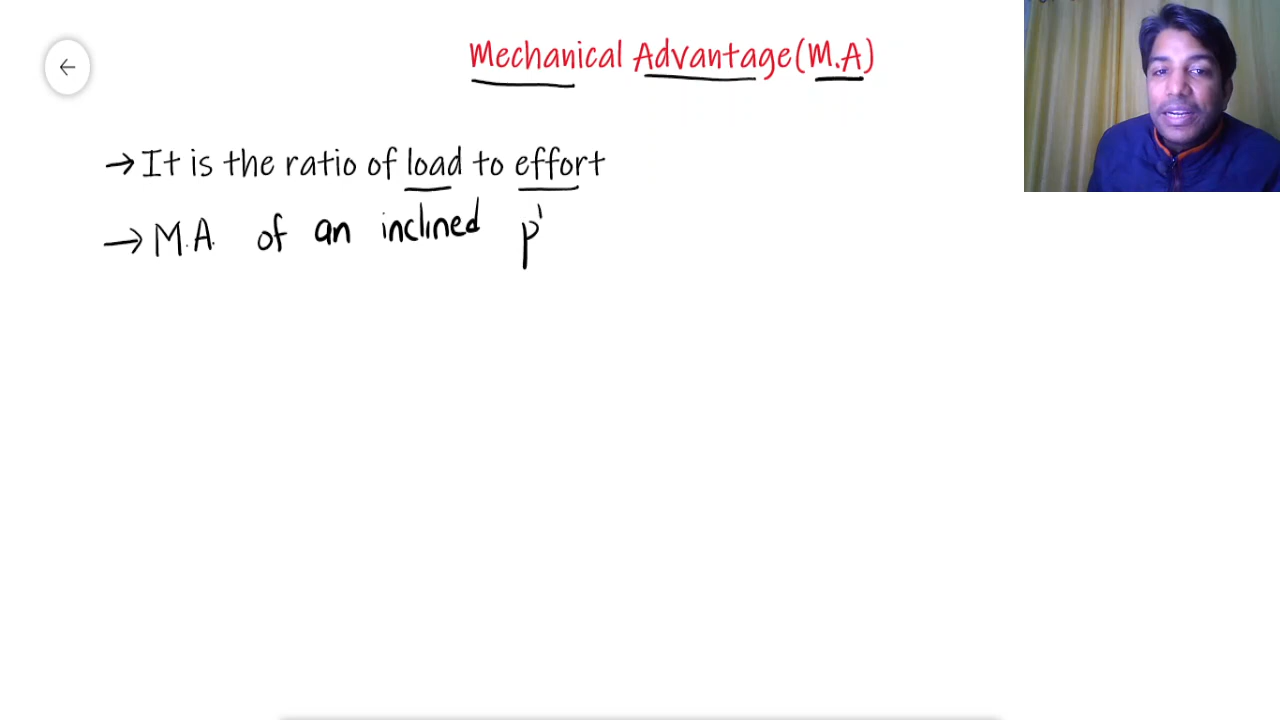 Mechanical Advantage(M.A)
→ It is the ratio of load to effort
→ M.A. of an inclined p'